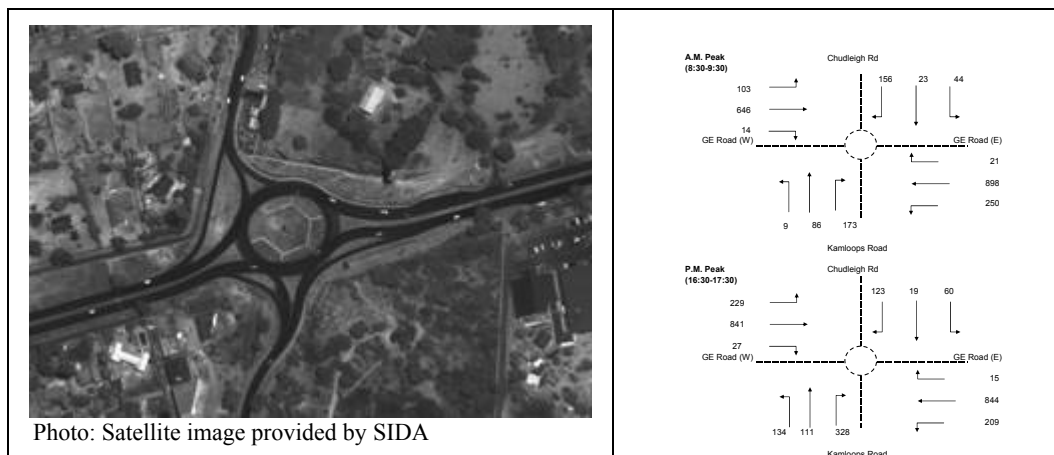 Photo: Satellite image provided by SIDA
A.M. Peak
(8:30-9:30)
Chudleigh Rd
103
646
14
156 23 44
GE Road (W)
GE Road (E)
21
898
250
9 86 173
Kamloops Road
P.M. Peak
(16:30-17:30)
Chudleigh Rd
229
841
27
123 19 60
GE Road (W)
GE Road (E)
15
844
209
134 111 328
Kamloops Road